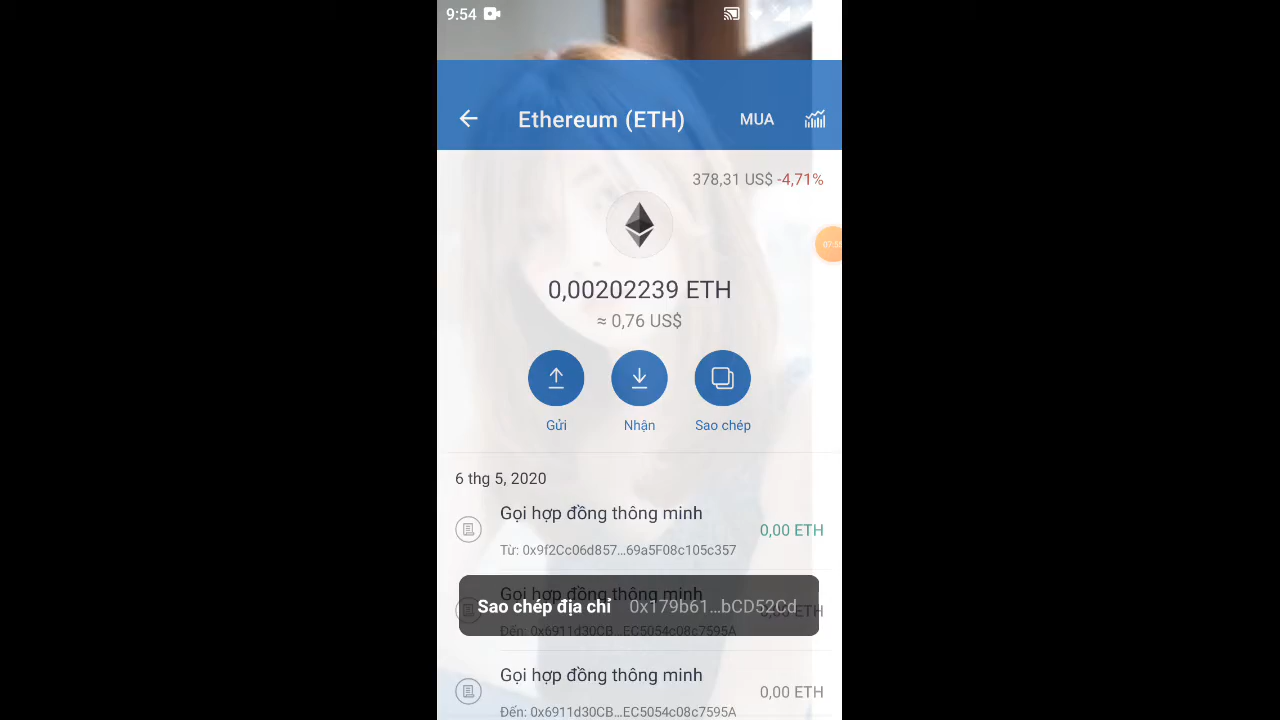 9:54
Ethereum (ETH)
MUA
378,31 US$ -4,71%
0,00202239 ETH
≈ 0,76 US$
Gửi
Nhận
Sao chép
6 thg 5, 2020
Gọi hợp đồng thông minh
0,00 ETH
Từ: 0x9f2Cc06d857...69a5F08c105c357
Gọi hợp đồng thông minh
0,00 ETH
Sao chép địa chỉ 0x179b61...bCD52Cd
Đến: 0x6911d30CB...EC5054c08c7595A
Gọi hợp đồng thông minh
0,00 ETH
Đến: 0x6911d30CB...EC5054c08c7595A